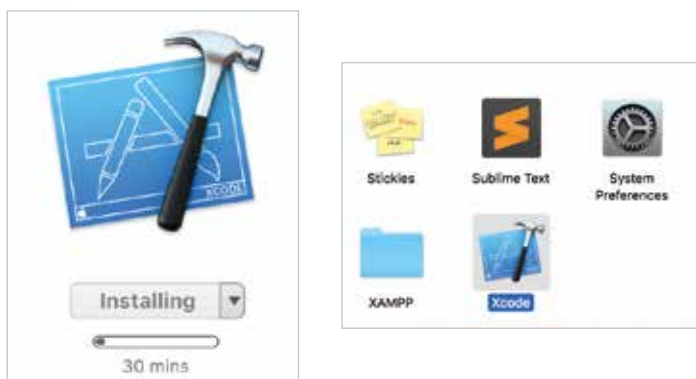 XCODE
Installing
30 mins
Stickies
Sublime Text
System
Preferences
XAMPP
Xcode